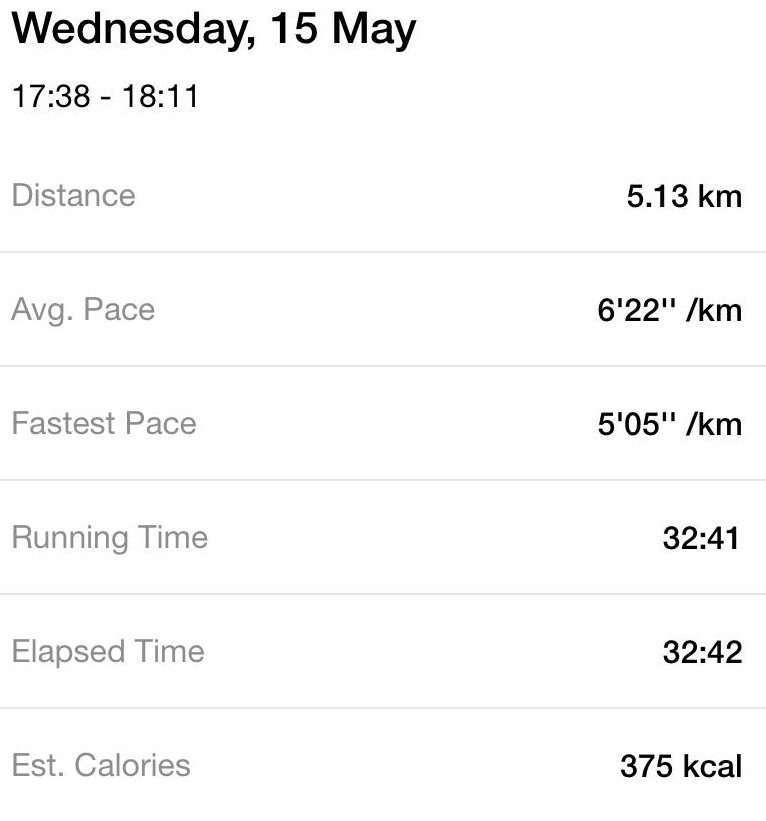 Wednesday, 15 May
17:38 - 18:11
Distance 5.13 km
Avg. Pace 6'22'' /km
Fastest Pace 5'05'' /km
Running Time 32:41
Elapsed Time 32:42
Est. Calories 375 kcal